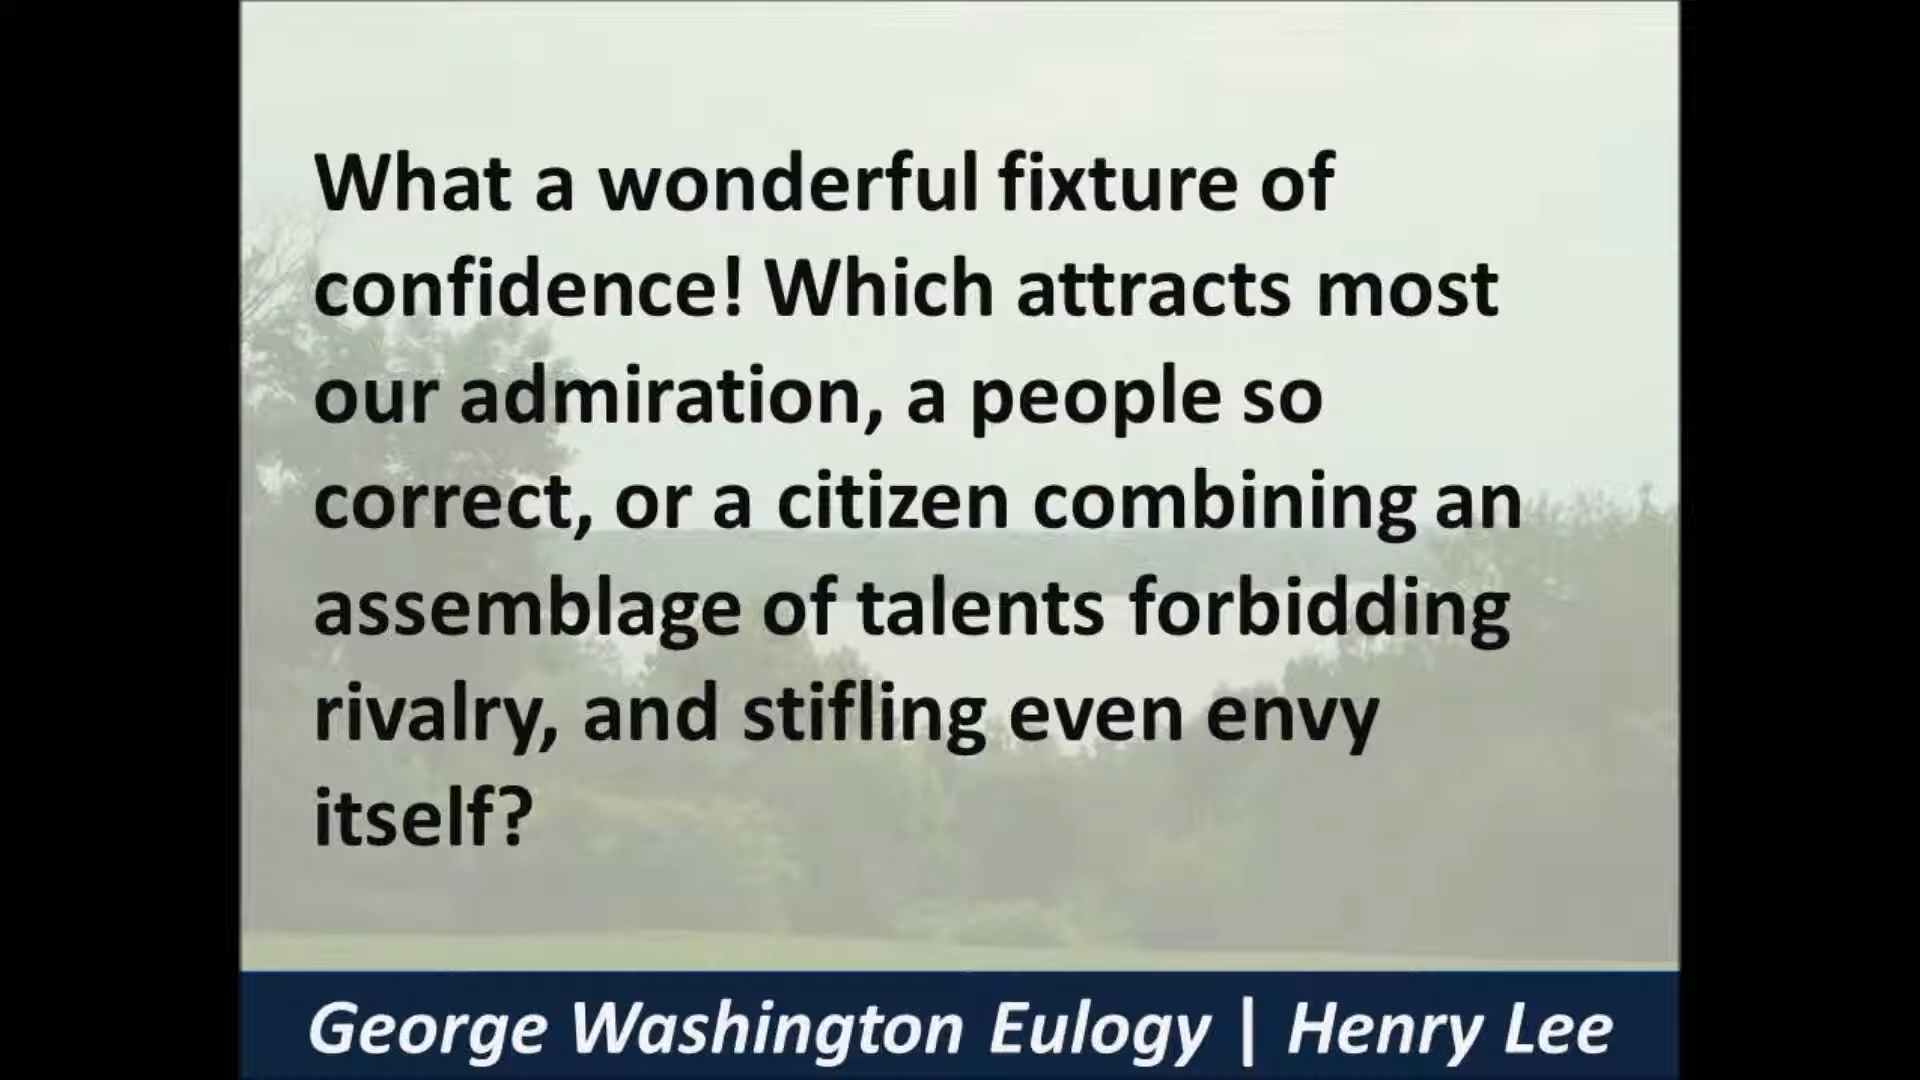 What a wonderful fixture of
confidence! Which attracts most
our admiration, a people so
correct, or a citizen combining an
assemblage of talents forbidding
rivalry, and stifling even envy
itself?
George Washington Eulogy | Henry Lee